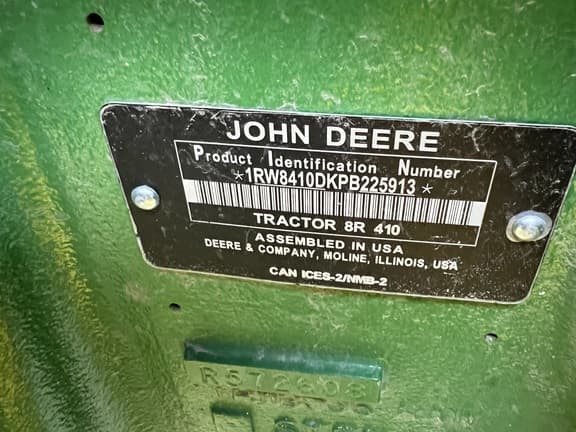 JOHN DEERE
Product Identification Number
*1RW8410DKPB225913*
TRACTOR 8R 410
ASSEMBLED IN USA
DEERE & COMPANY, MOLINE, ILLINOIS, USA
CAN ICES-2/NMB-2